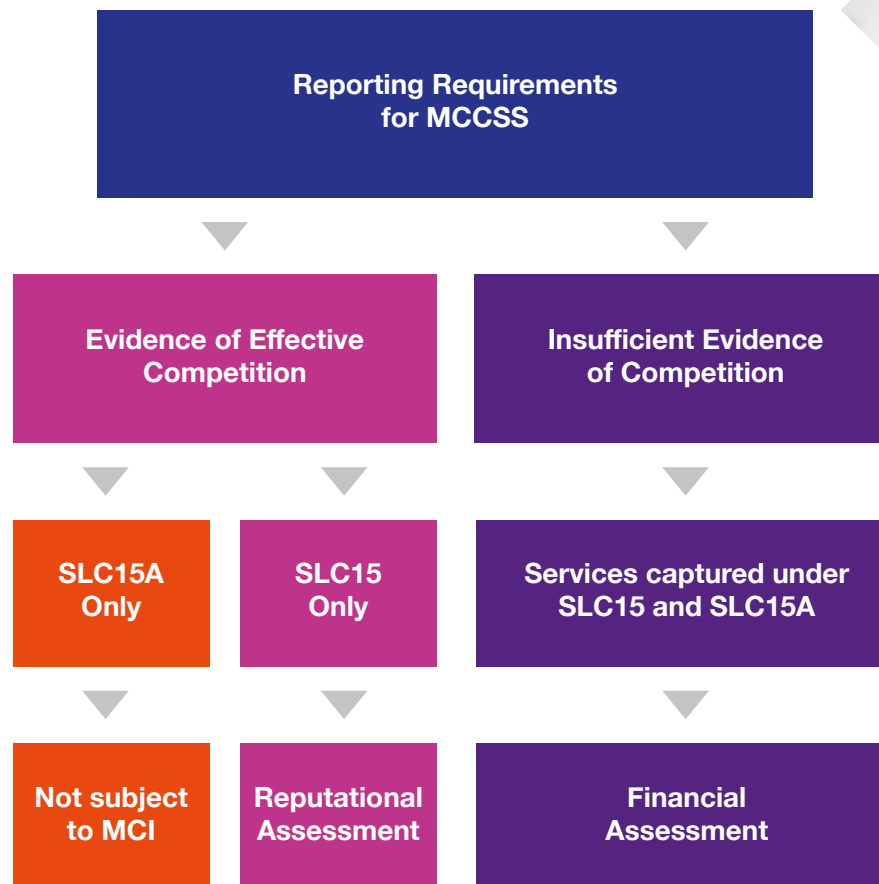 Reporting Requirements
for MCCSS
Evidence of Effective
Competition
Insufficient Evidence
of Competition
SLC15A
Only
SLC15
Only
Services captured under
SLC15 and SLC15A
Not subject
to MCI
Reputational
Assessment
Financial
Assessment